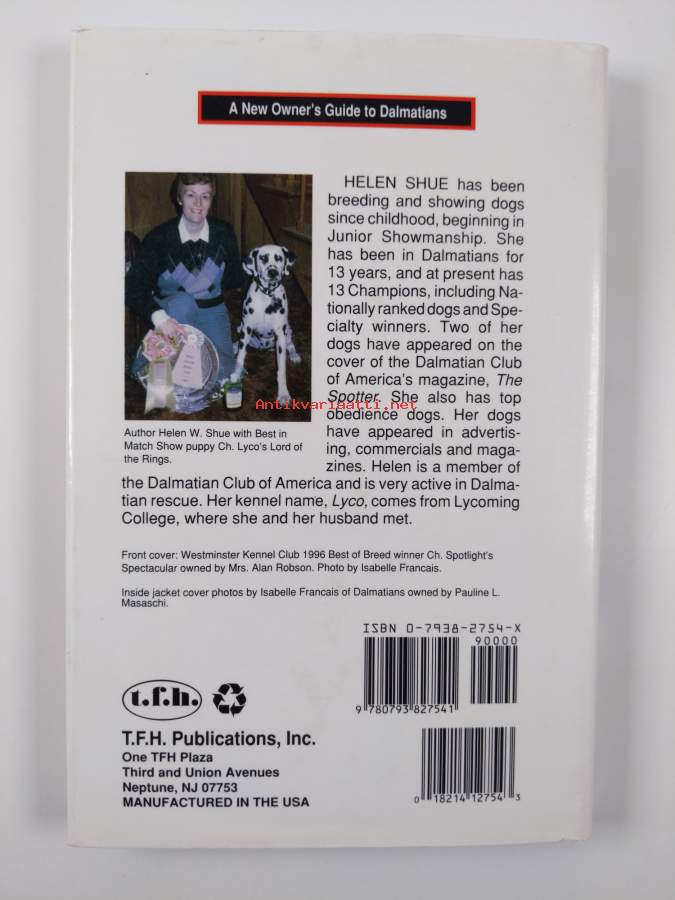 A New Owner's Guide to Dalmatians
HELEN SHUE has been
breeding and showing dogs
since childhood, beginning in
Junior Showmanship. She
has been in Dalmatians for
13 years, and at present has
13 Champions, including Na-
tionally ranked dogs and Spe-
cialty winners. Two of her
dogs have appeared on the
cover of the Dalmatian Club
of America's magazine, The
Spotter. She also has top
obedience dogs. Her dogs
have appeared in advertis-
ing, commercials and maga-
zines. Helen is a member of
the Dalmatian Club of America and is very active in Dalma-
tian rescue. Her kennel name, Lyco, comes from Lycoming
College, where she and her husband met.
Antikvariaatti.net
Author Helen W. Shue with Best in
Match Show puppy Ch. Lyco's Lord of
the Rings.
Front cover: Westminster Kennel Club 1996 Best of Breed winner Ch. Spotlight's
Spectacular owned by Mrs. Alan Robson. Photo by Isabelle Francais.
Inside jacket cover photos by Isabelle Francais of Dalmatians owned by Pauline L.
Masaschi.
ISBN 0-7938-2754-X
90000
9 780793 827541
t.f.h.
T.F.H. Publications, Inc.
One TFH Plaza
Third and Union Avenues
Neptune, NJ 07753
MANUFACTURED IN THE USA
0 18214 12754 3